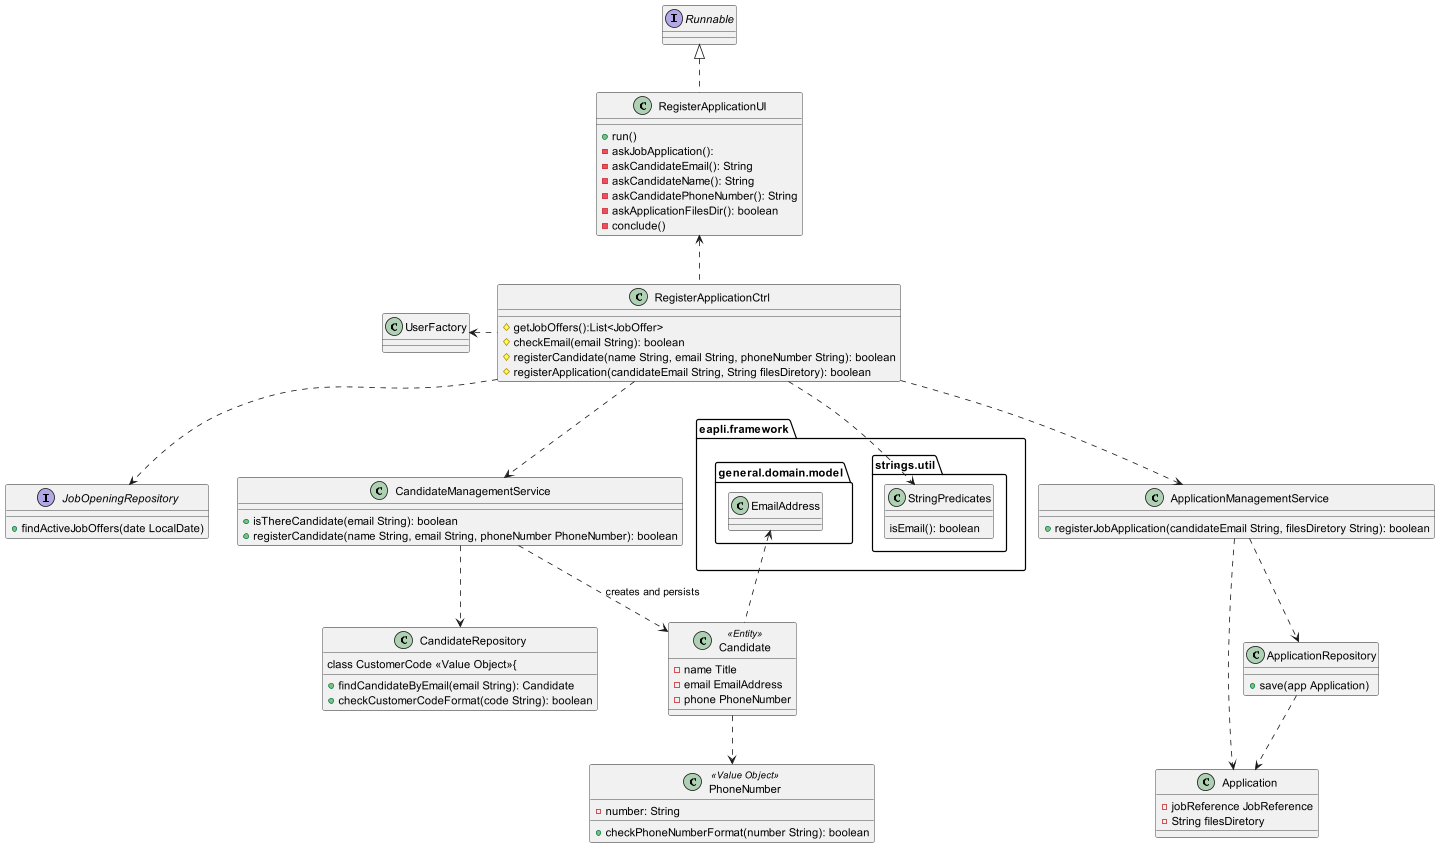 I Runnable
C RegisterApplicationUI
run()
askJobApplication():
askCandidateEmail(): String
askCandidateName(): String
askCandidatePhoneNumber(): String
askApplicationFilesDir(): boolean
conclude()
C RegisterApplicationCtrl
getJobOffers():List<JobOffer>
checkEmail(email String): boolean
registerCandidate(name String, email String, phoneNumber String): boolean
registerApplication(candidateEmail String, String filesDiretory): boolean
C UserFactory
eapli.framework
general.domain.model
C EmailAddress
strings.util
C StringPredicates
isEmail(): boolean
I JobOpeningRepository
findActiveJobOffers(date LocalDate)
C CandidateManagementService
isThereCandidate(email String): boolean
registerCandidate(name String, email String, phoneNumber PhoneNumber): boolean
C ApplicationManagementService
registerJobApplication(candidateEmail String, filesDiretory String): boolean
creates and persists
C CandidateRepository
class CustomerCode «Value Object»{
findCandidateByEmail(email String): Candidate
checkCustomerCodeFormat(code String): boolean
«Entity»
C Candidate
name Title
email EmailAddress
phone PhoneNumber
C ApplicationRepository
save(app Application)
«Value Object»
C PhoneNumber
number: String
checkPhoneNumberFormat(number String): boolean
C Application
jobReference JobReference
String filesDiretory